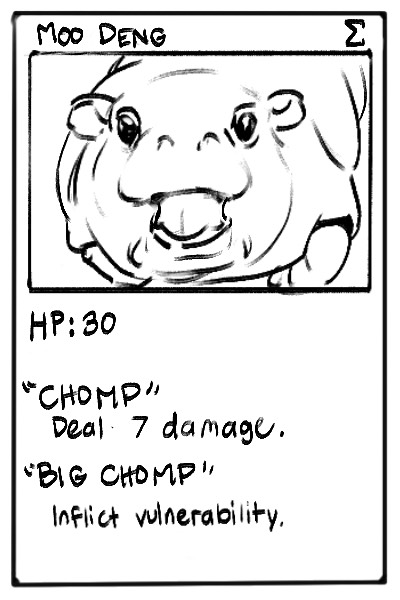 MOO DENG Σ
HP: 30
"CHOMP"
Deal 7 damage.
"BIG CHOMP"
Inflict vulnerability.